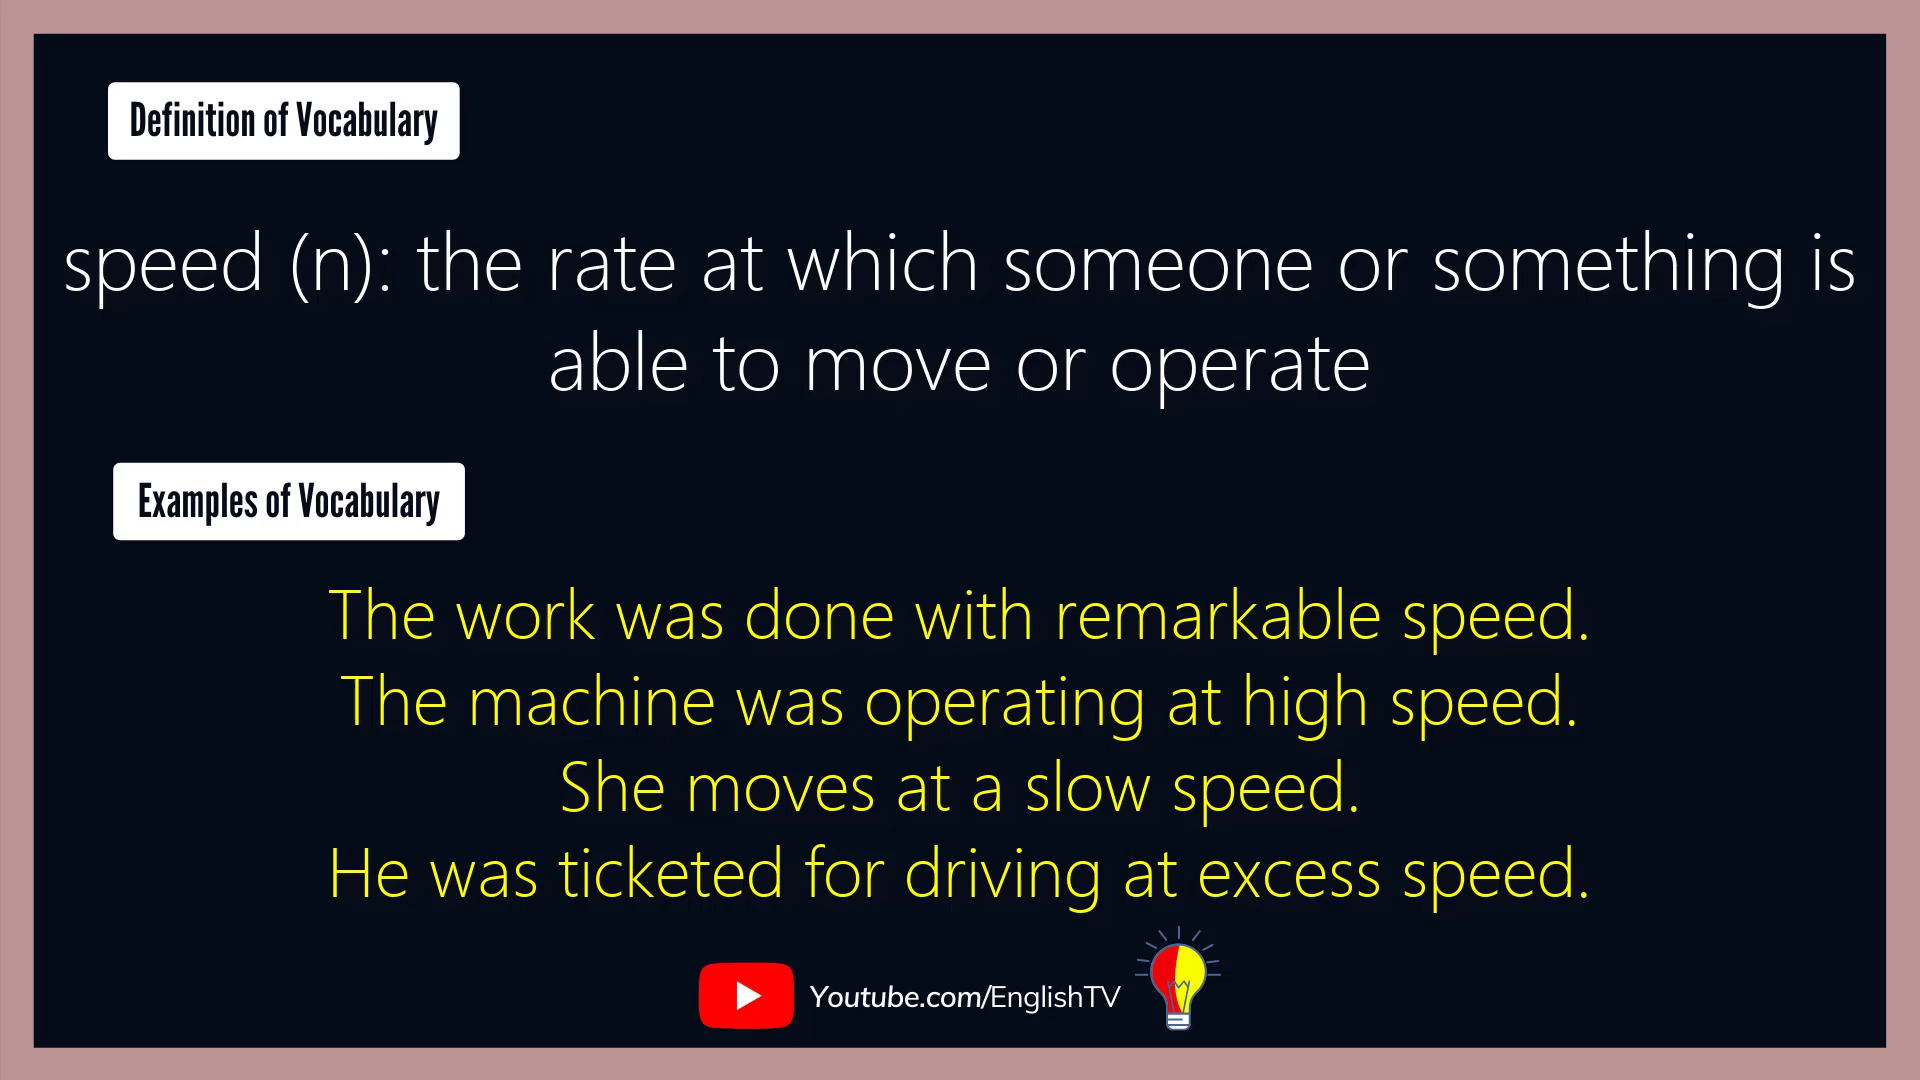 Definition of Vocabulary
speed (n): the rate at which someone or something is
able to move or operate
Examples of Vocabulary
The work was done with remarkable speed.
The machine was operating at high speed.
She moves at a slow speed.
He was ticketed for driving at excess speed.
Youtube.com/EnglishTV